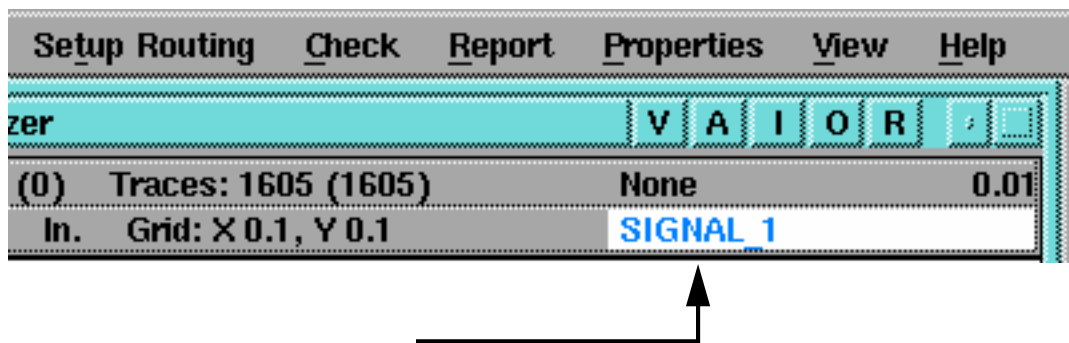 Setup Routing Check Report Properties View Help
zer V A I O R
(0) Traces: 1605 (1605) None 0.01
In. Grid: X 0.1, Y 0.1 SIGNAL_1